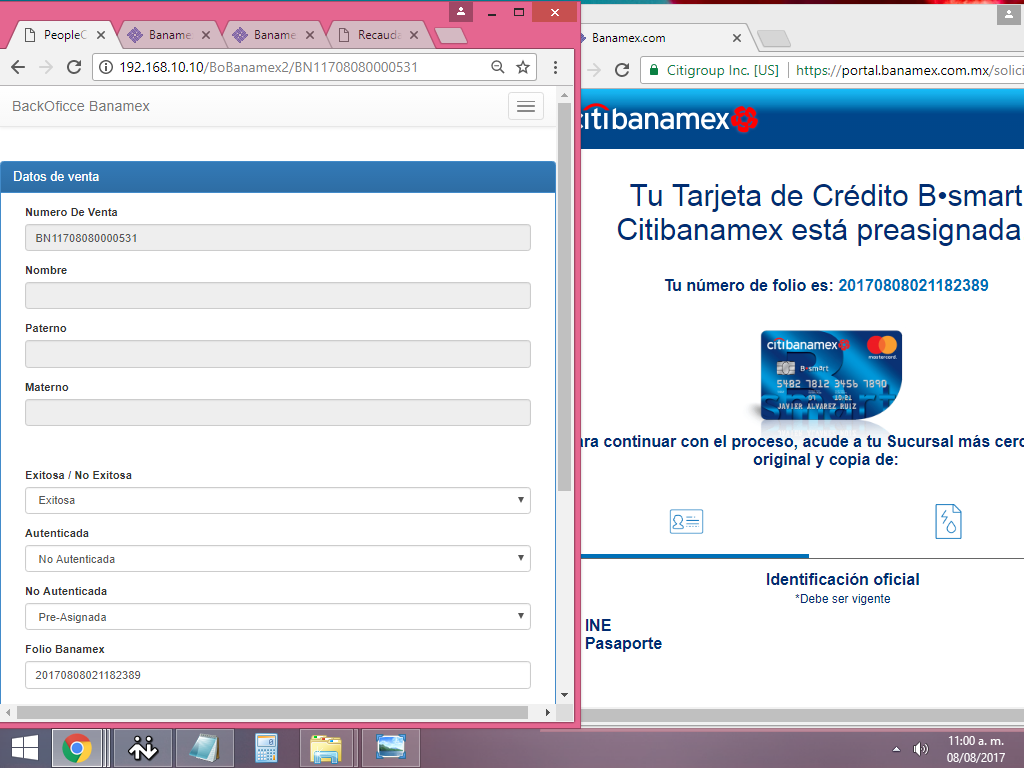 PeopleC
Baname
Baname
Recauda
192.168.10.10/BoBanamex2/BN11708080000531
BackOficce Banamex
Datos de venta
Numero De Venta
BN11708080000531
Nombre
Paterno
Materno
Exitosa / No Exitosa
Exitosa
Autenticada
No Autenticada
No Autenticada
Pre-Asignada
Folio Banamex
20170808021182389
Banamex.com
Citigroup Inc. [US] https://portal.banamex.com.mx/solici
citibanamex
Tu Tarjeta de Crédito B•smart
Citibanamex está preasignada
Tu número de folio es: 20170808021182389
citibanamex
mastercard.
B•smart
5482 7812 3456 7890
10/21
JAVIER ALVAREZ RUIZ
ara continuar con el proceso, acude a tu Sucursal más cerc
original y copia de:
Identificación oficial
*Debe ser vigente
INE
Pasaporte
11:00 a. m.
08/08/2017